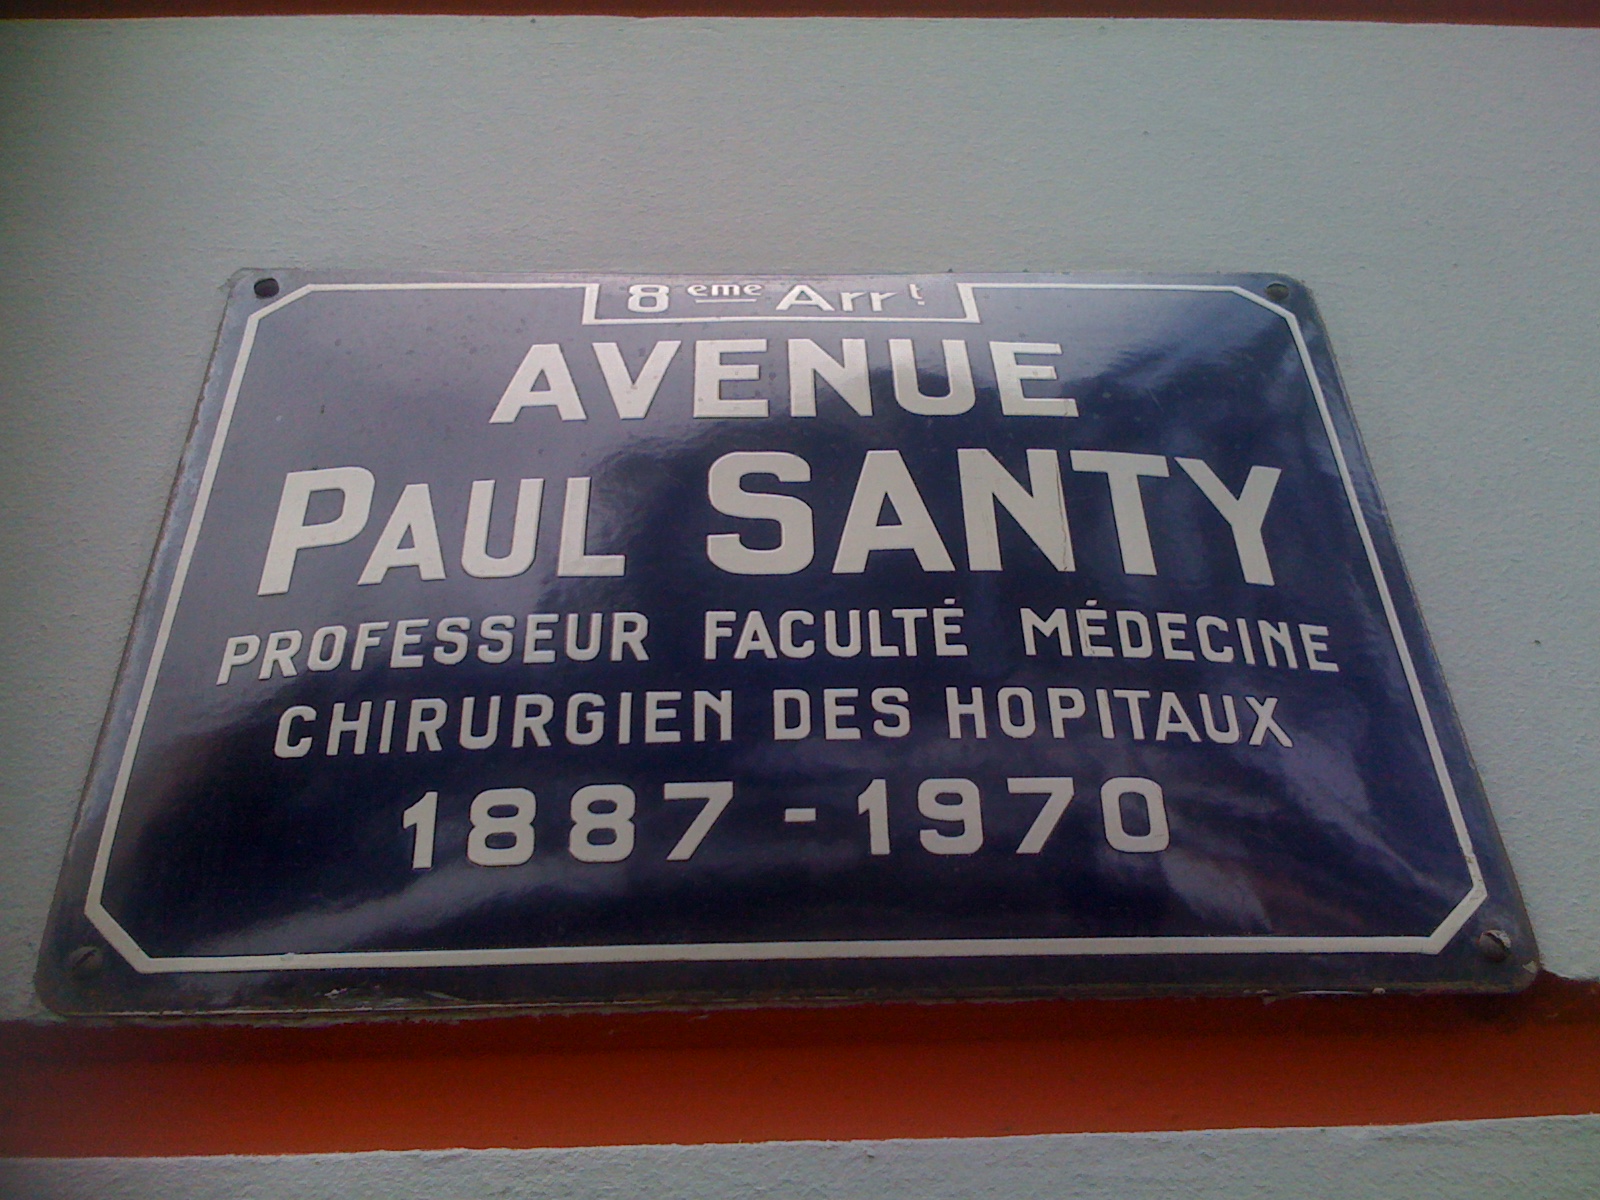 8eme Arrt.
AVENUE
PAUL SANTY
PROFESSEUR FACULTÉ MÉDECINE
CHIRURGIEN DES HOPITAUX
1887-1970